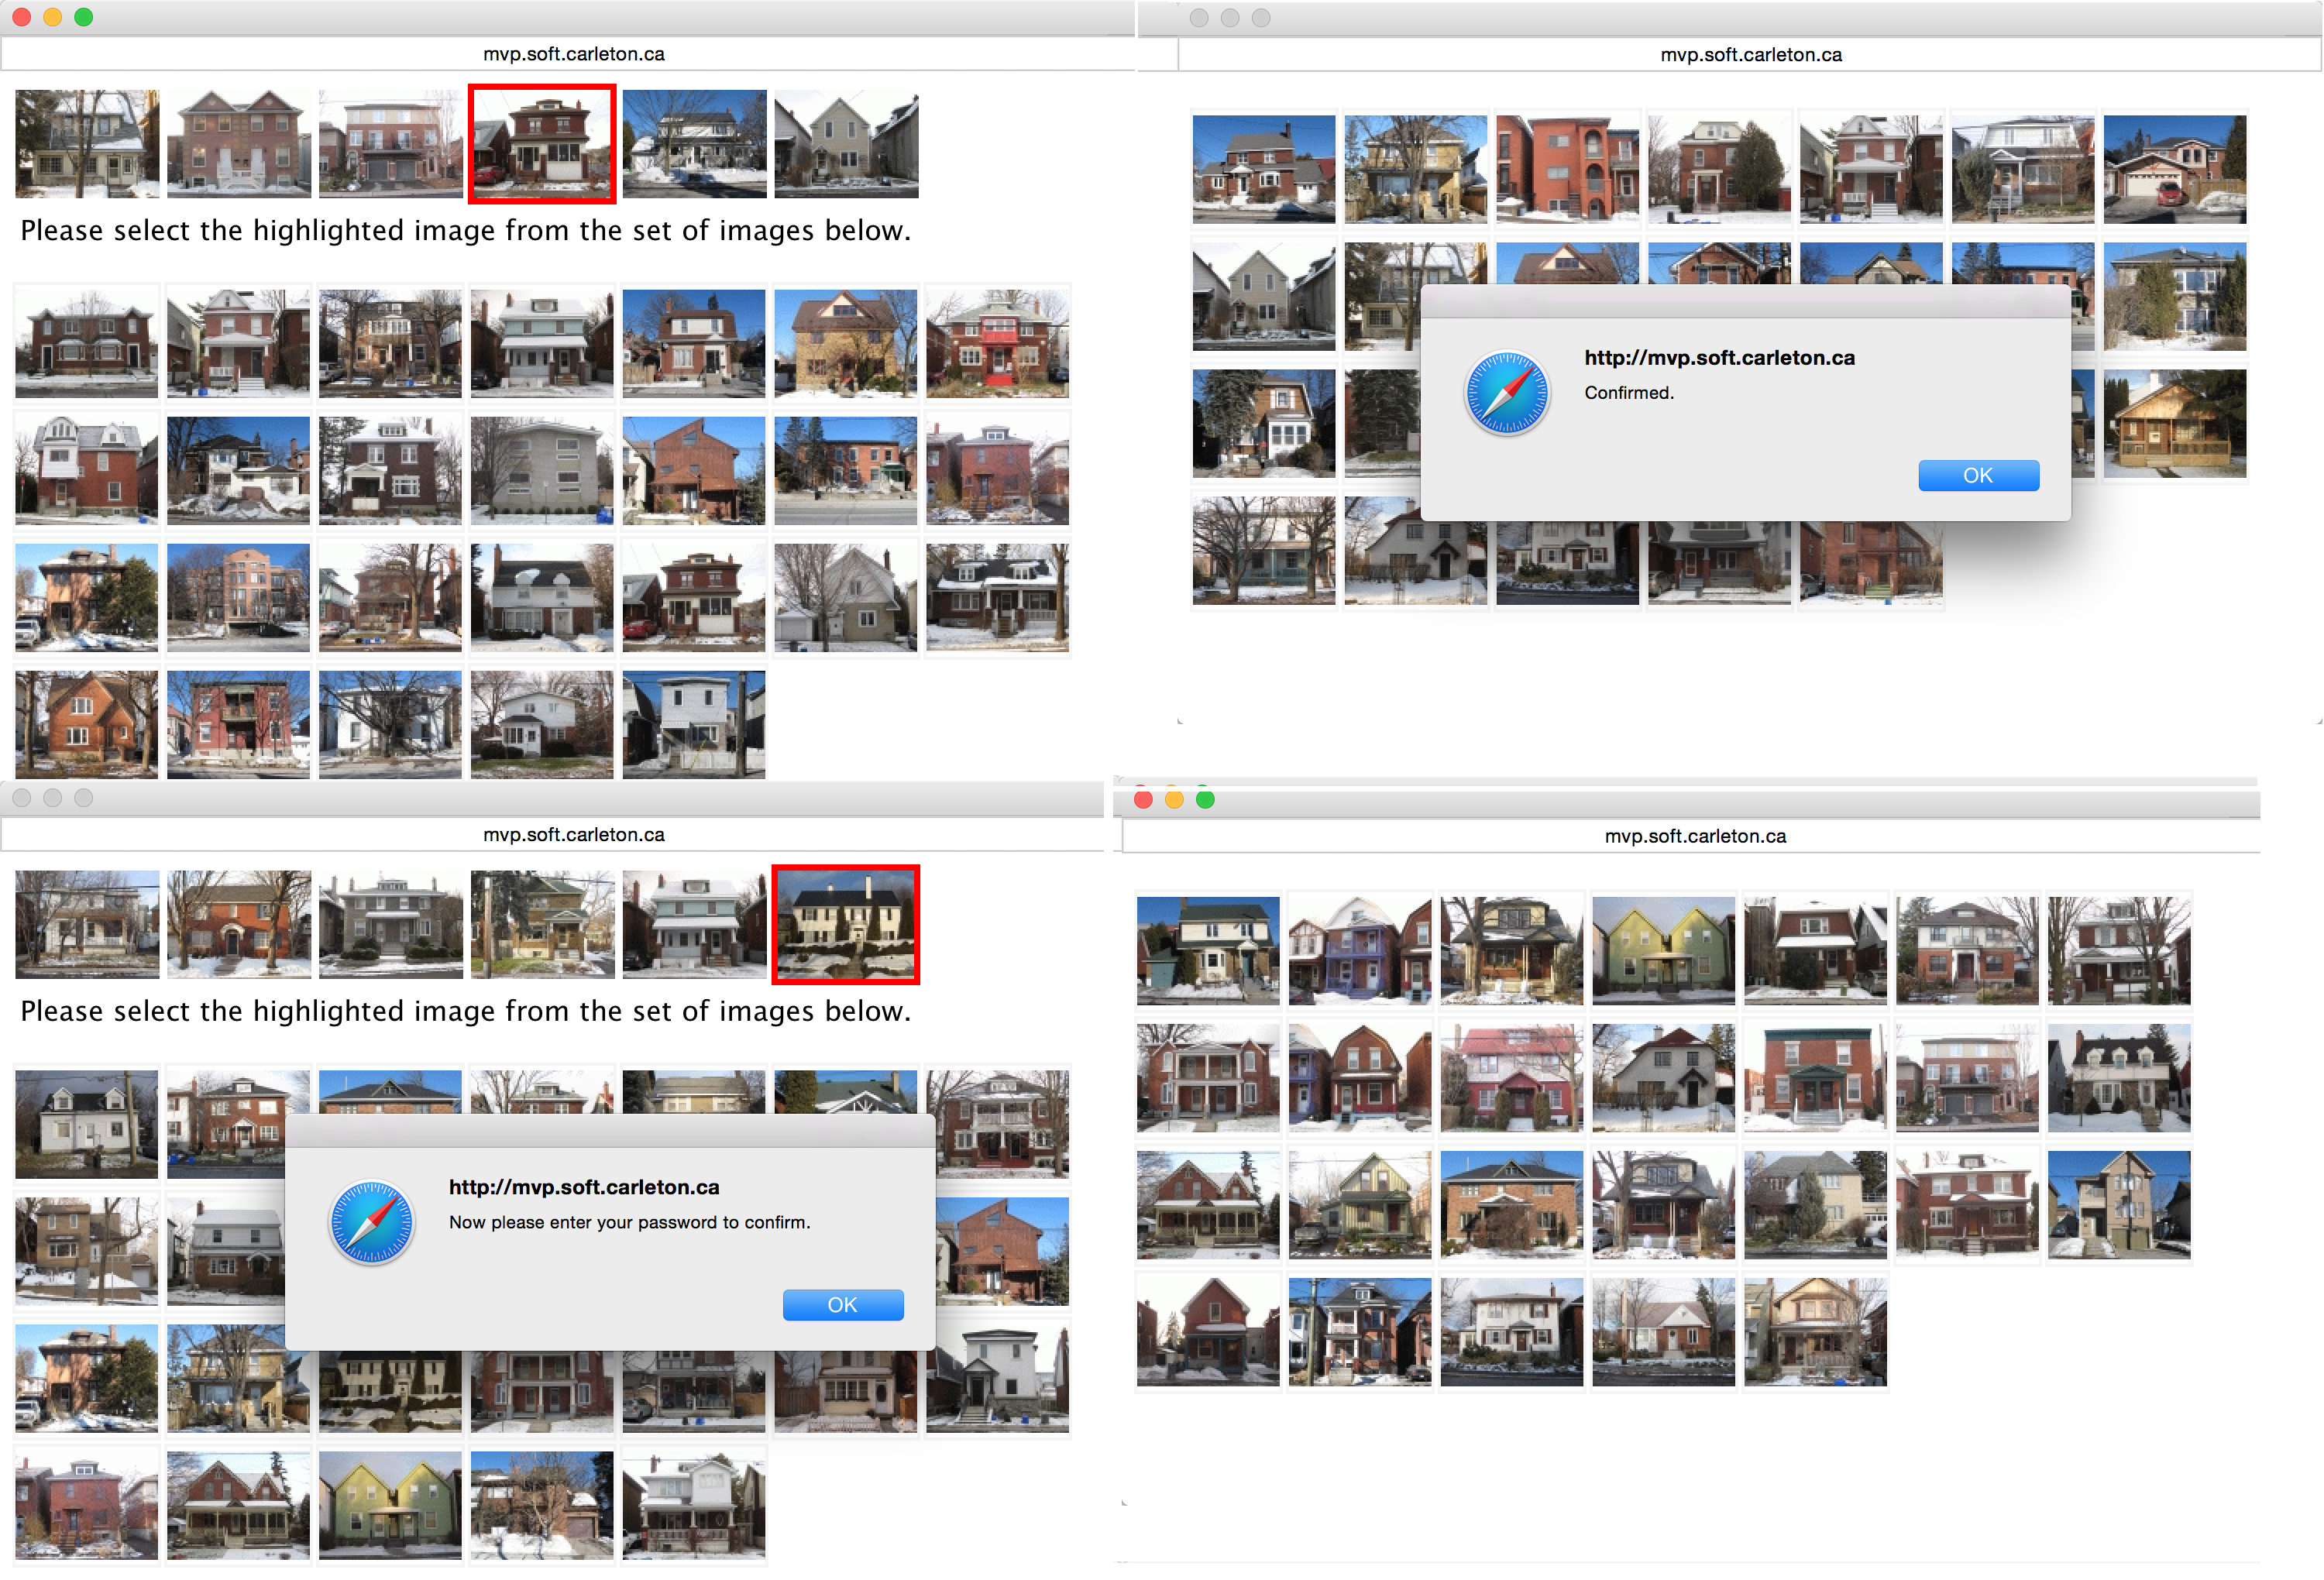 mvp.soft.carleton.ca
Please select the highlighted image from the set of images below.
mvp.soft.carleton.ca
http://mvp.soft.carleton.ca
Confirmed.
OK
mvp.soft.carleton.ca
Please select the highlighted image from the set of images below.
http://mvp.soft.carleton.ca
Now please enter your password to confirm.
OK
mvp.soft.carleton.ca